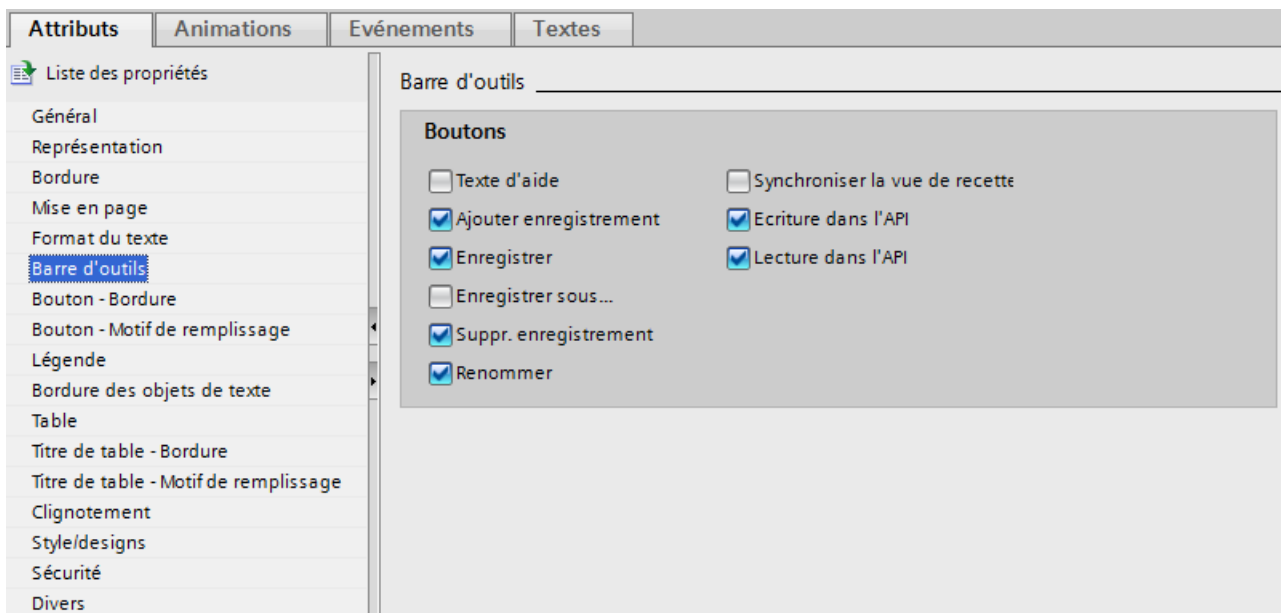 Attributs Animations Evénements Textes
Liste des propriétés
Général
Représentation
Bordure
Mise en page
Format du texte
Barre d'outils
Bouton - Bordure
Bouton - Motif de remplissage
Légende
Bordure des objets de texte
Table
Titre de table - Bordure
Titre de table - Motif de remplissage
Clignotement
Style/designs
Sécurité
Divers
Barre d'outils
Boutons
Texte d'aide
Ajouter enregistrement
Enregistrer
Enregistrer sous...
Suppr. enregistrement
Renommer
Synchroniser la vue de recette
Ecriture dans l'API
Lecture dans l'API